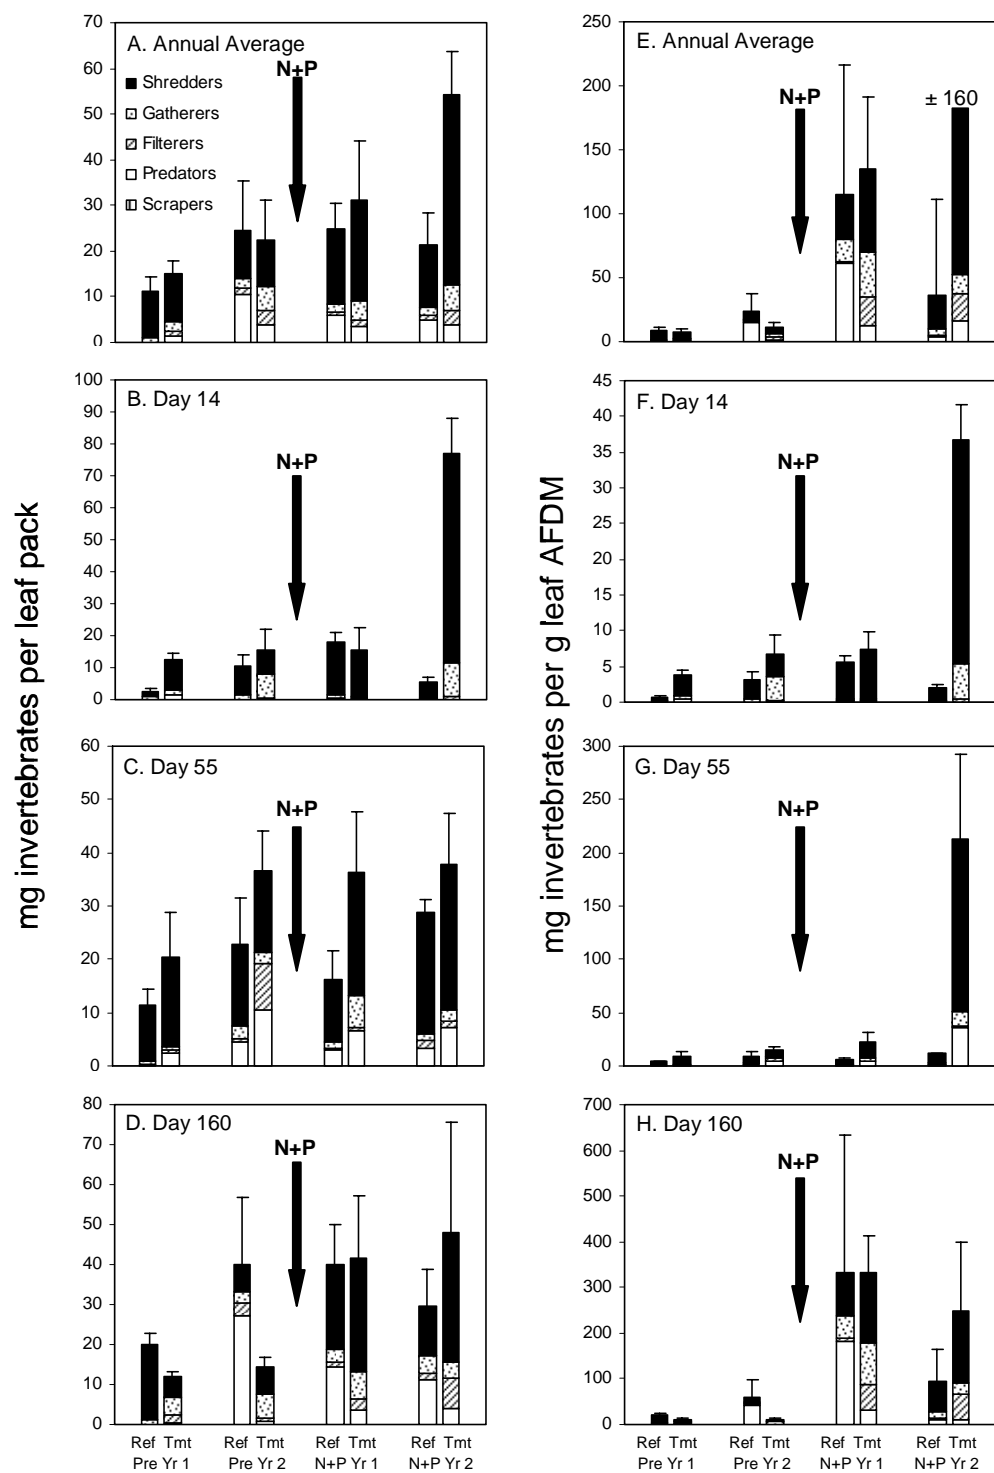 mg invertebrates per leaf pack
A. Annual Average
N+P
Shredders
Gatherers
Filterers
Predators
Scrapers
70
60
50
40
30
20
10
0
B. Day 14
N+P
100
90
80
70
60
50
40
30
20
10
0
C. Day 55
N+P
60
50
40
30
20
10
0
D. Day 160
N+P
80
70
60
50
40
30
20
10
0
Ref Tmt Ref Tmt Ref Tmt Ref Tmt
Pre Yr 1 Pre Yr 2 N+P Yr 1 N+P Yr 2
mg invertebrates per g leaf AFDM
E. Annual Average
N+P
± 160
250
200
150
100
50
0
F. Day 14
N+P
45
40
35
30
25
20
15
10
5
0
G. Day 55
N+P
300
250
200
150
100
50
0
H. Day 160
N+P
700
600
500
400
300
200
100
0
Ref Tmt Ref Tmt Ref Tmt Ref Tmt
Pre Yr 1 Pre Yr 2 N+P Yr 1 N+P Yr 2